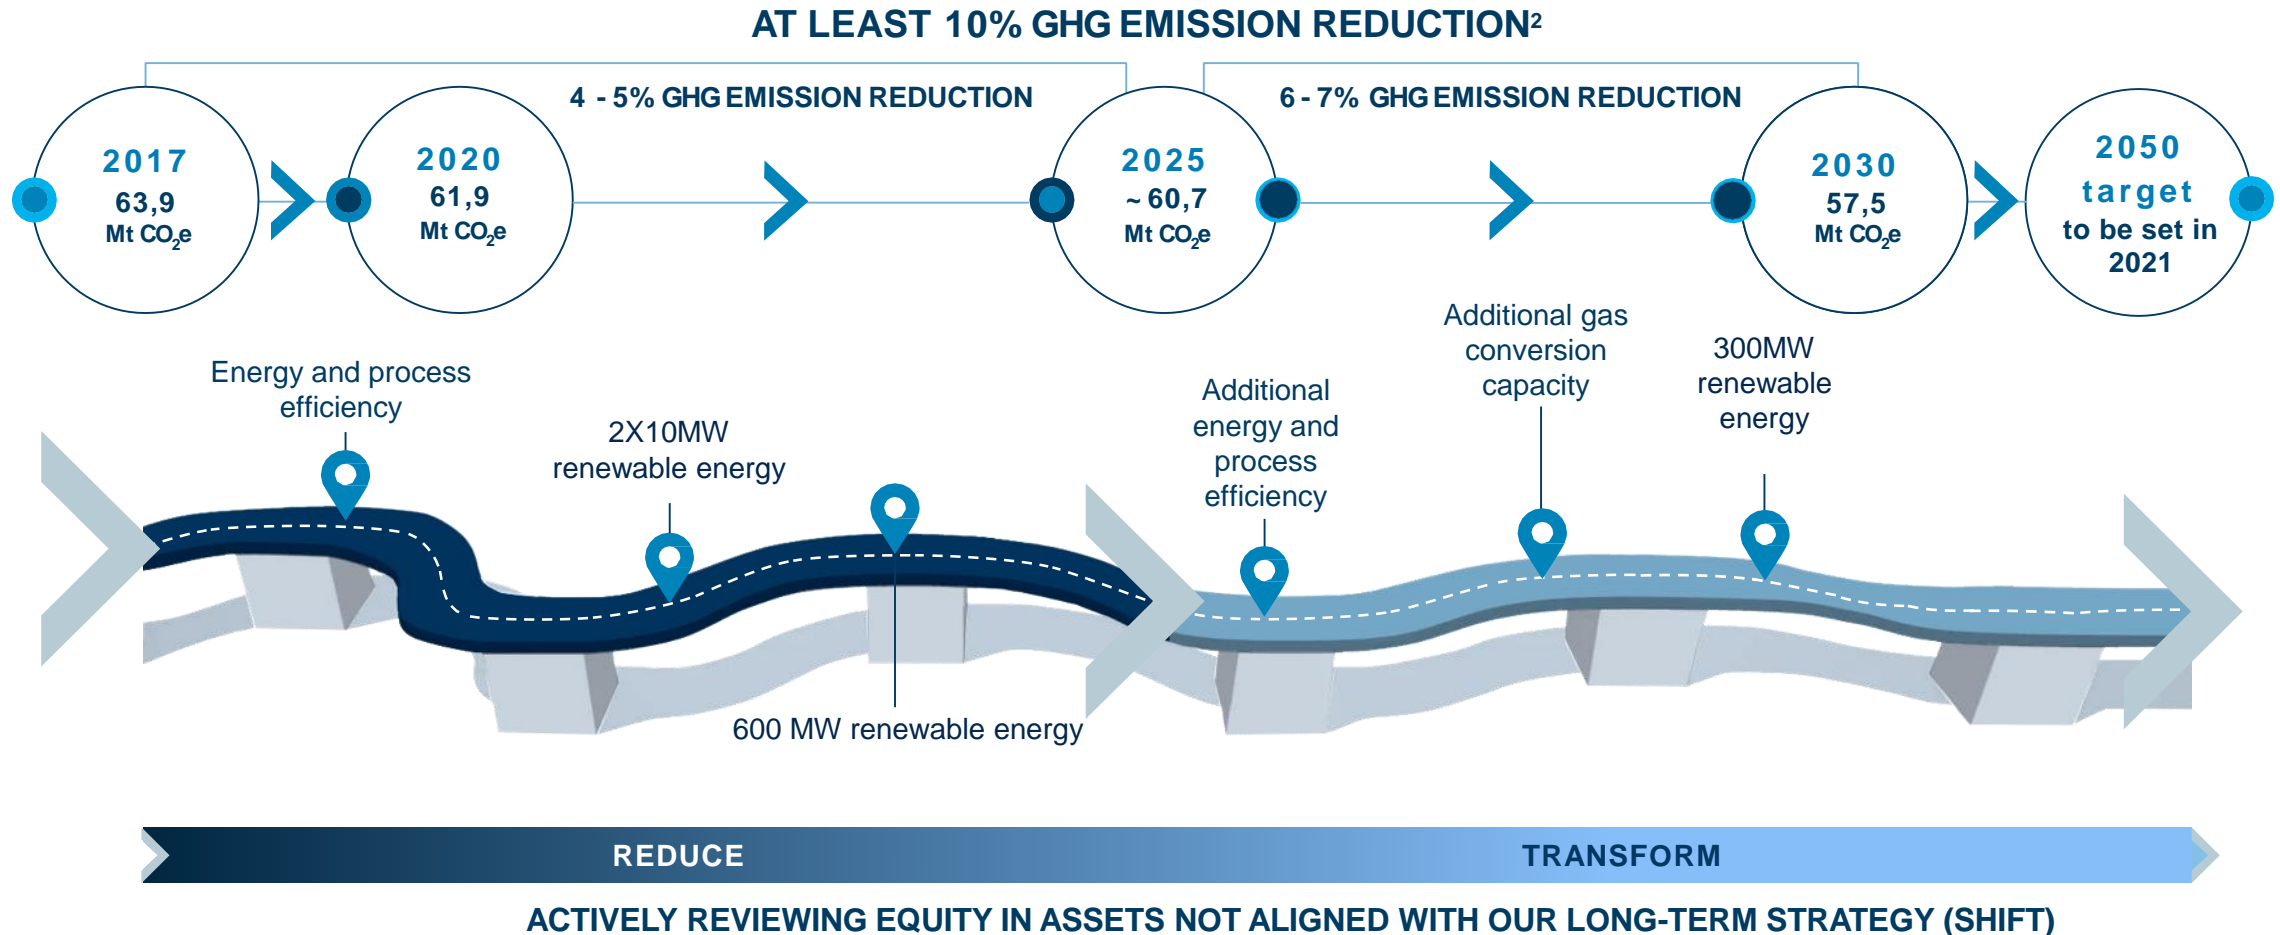 AT LEAST 10% GHG EMISSION REDUCTION²
4 - 5% GHG EMISSION REDUCTION
6 - 7% GHG EMISSION REDUCTION
2017
63,9
Mt CO₂e
2020
61,9
Mt CO₂e
2025
~ 60,7
Mt CO₂e
2030
57,5
Mt CO₂e
2050
target
to be set in
2021
Energy and process
efficiency
2X10MW
renewable energy
600 MW renewable energy
Additional
energy and
process
efficiency
Additional gas
conversion
capacity
300MW
renewable
energy
REDUCE
TRANSFORM
ACTIVELY REVIEWING EQUITY IN ASSETS NOT ALIGNED WITH OUR LONG-TERM STRATEGY (SHIFT)